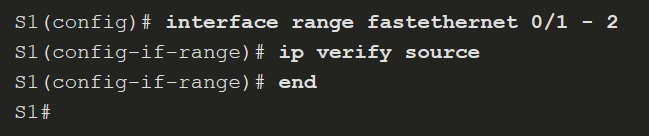 S1(config)# interface range fastethernet 0/1 - 2
S1(config-if-range)# ip verify source
S1(config-if-range)# end
S1#